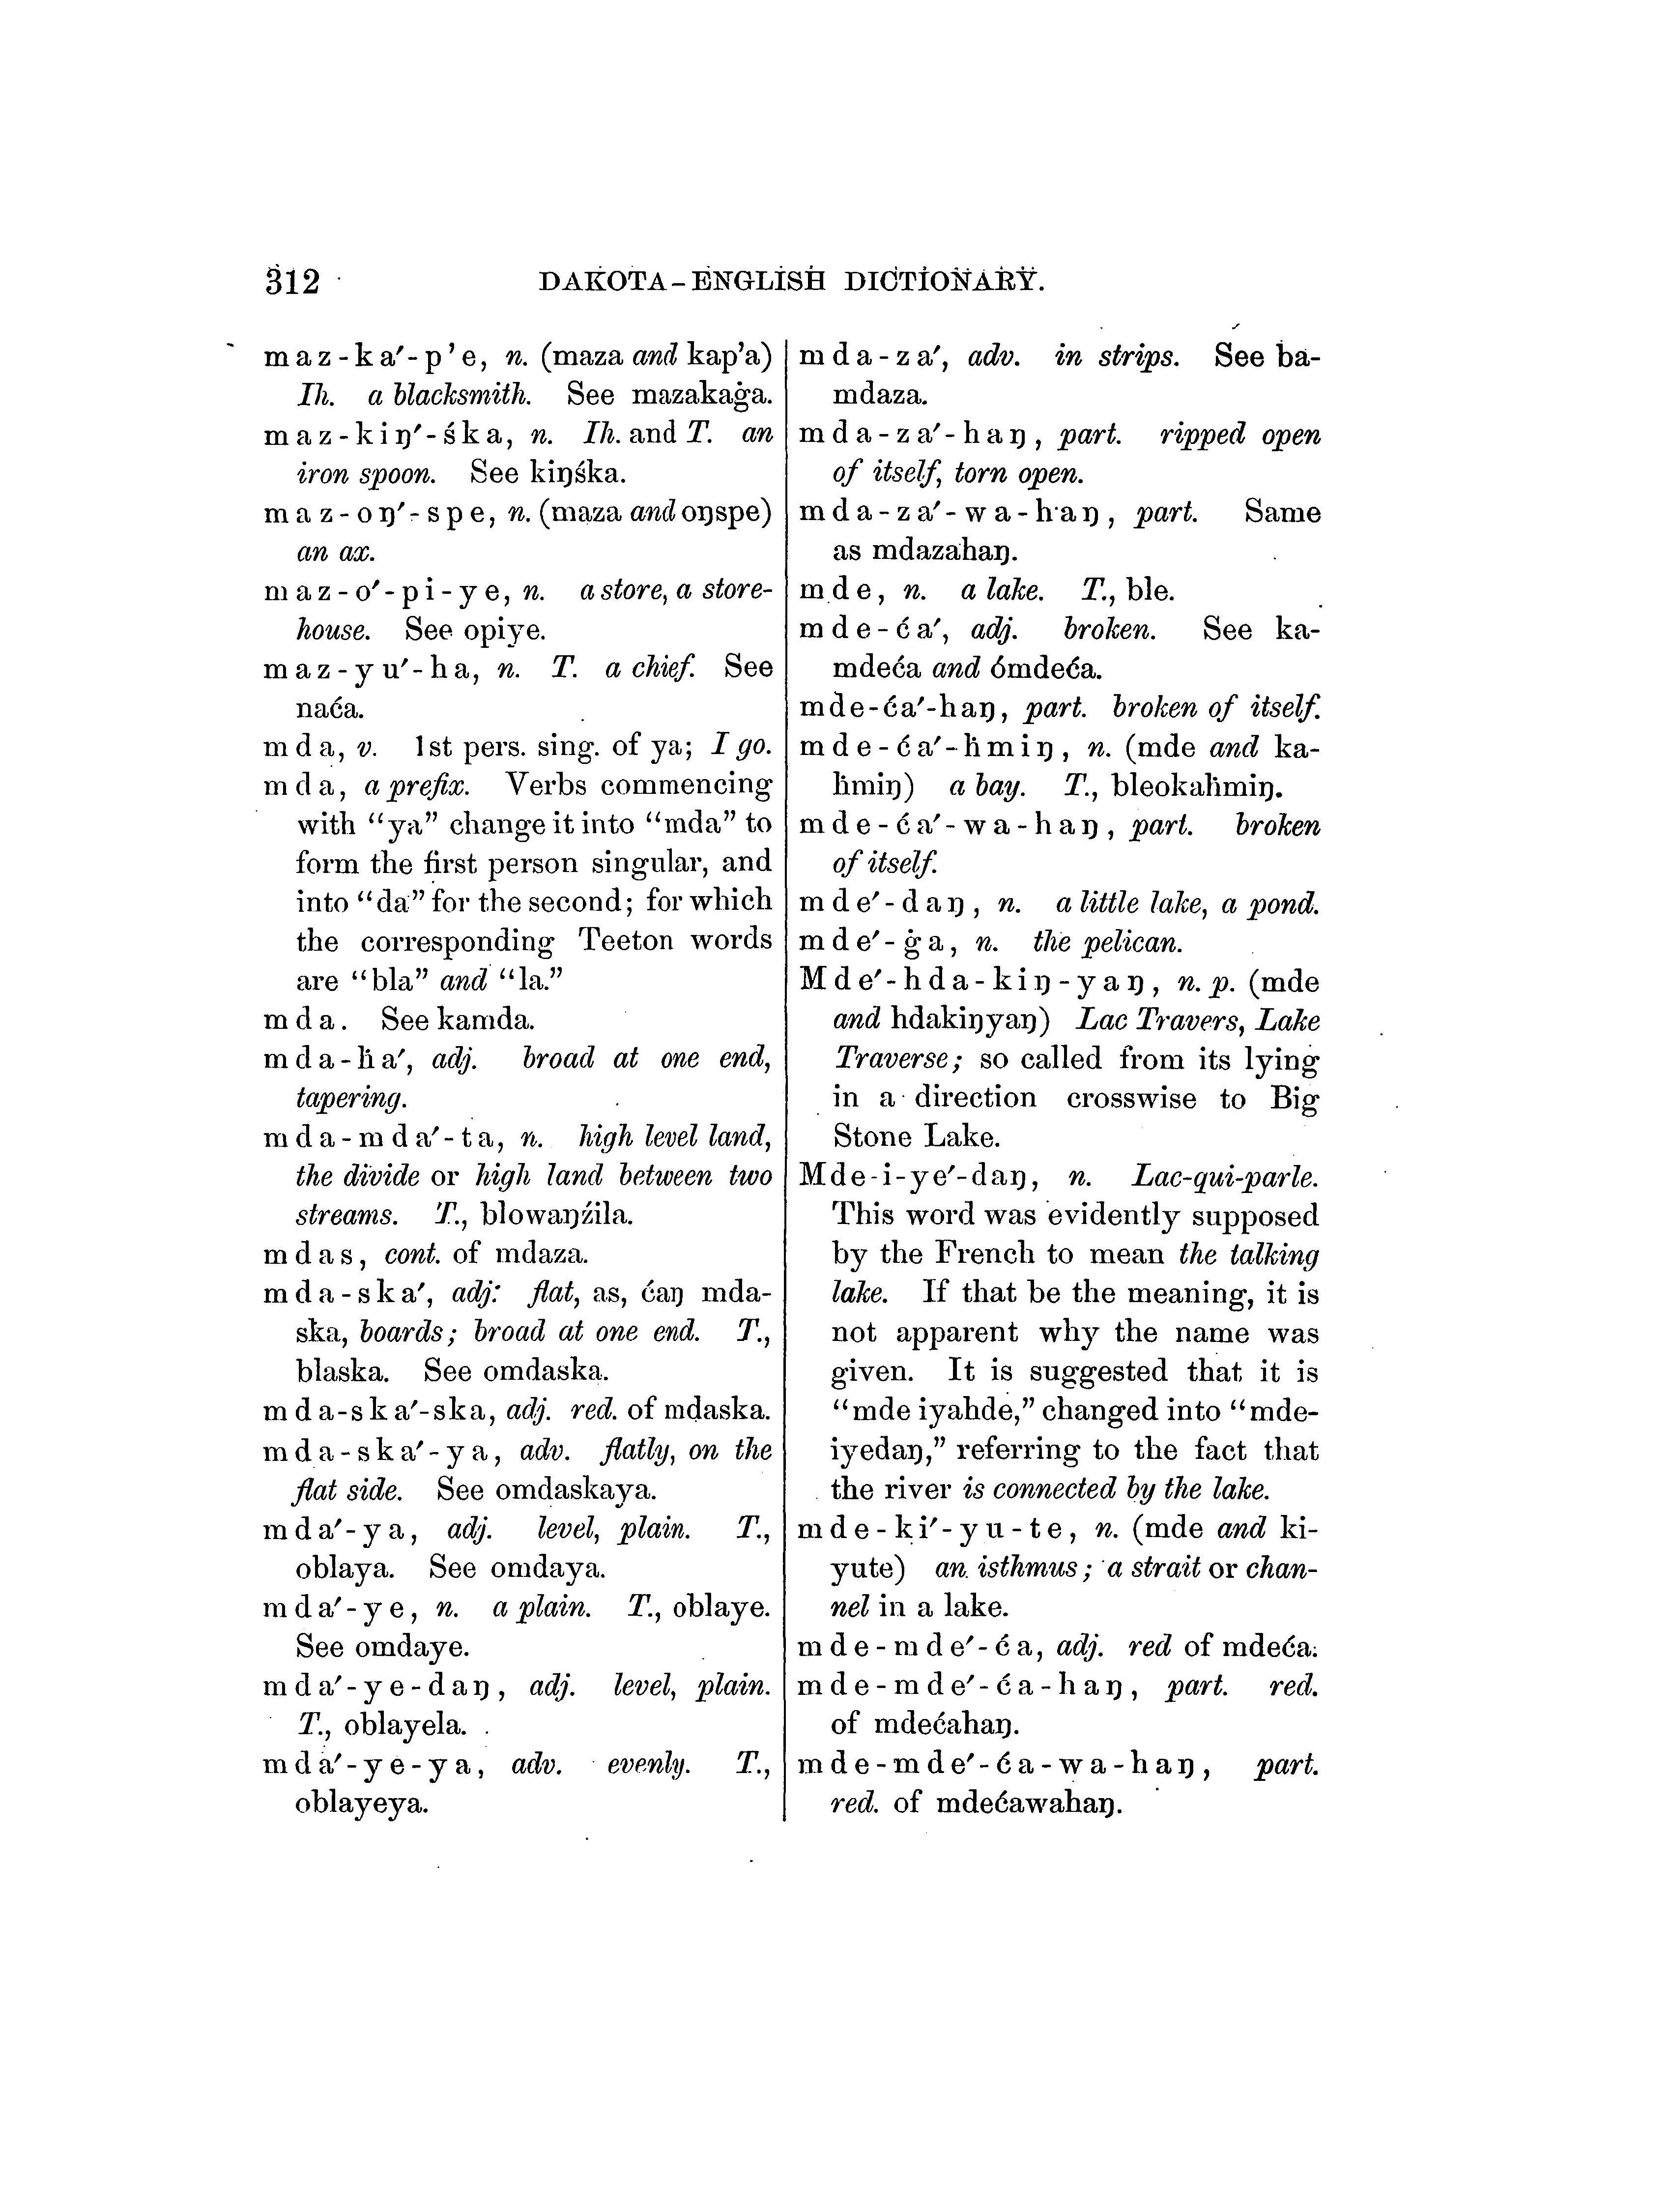 312 DAKOTA-ENGLISH DICTIONARY.
maz-ka′-p’e, n. (maza and kap’a)
Ih. a blacksmith. See mazakaġa.
maz-kiŋ′-śka, n. Ih. and T. an
iron spoon. See kiŋśka.
maz-oŋ′-spe, n. (maza and oŋspe)
an ax.
maz-o′-pi-ye, n. a store, a store-
house. See opiye.
maz-yu′-ha, n. T. a chief. See
naća.
mda, v. 1st pers. sing. of ya; I go.
mda, a prefix. Verbs commencing
with “ya” change it into “mda” to
form the first person singular, and
into “da” for the second; for which
the corresponding Teeton words
are “bla” and “la.”
mda. See kamda.
mda-ḣa′, adj. broad at one end,
tapering.
mda-mda′-ta, n. high level land,
the divide or high land between two
streams. T., blowaŋźila.
mdas, cont. of mdaza.
mda-ska′, adj. flat, as, ćaŋ mda-
ska, boards; broad at one end. T.,
blaska. See omdaska.
mda-ska′-ska, adj. red. of mdaska.
mda-ska′-ya, adv. flatly, on the
flat side. See omdaskaya.
mda′-ya, adj. level, plain. T.,
oblaya. See omdaya.
mda′-ye, n. a plain. T., oblaye.
See omdaye.
mda′-ye-daŋ, adj. level, plain.
T., oblayela.
mda′-ye-ya, adv. evenly. T.,
oblayeya.
mda-za′, adv. in strips. See ba-
mdaza.
mda-za′-haŋ, part. ripped open
of itself, torn open.
mda-za′-wa-haŋ, part. Same
as mdazahaŋ.
mde, n. a lake. T., ble.
mde-ća′, adj. broken. See ka-
mdeća and ómdeća.
mde-ća′-haŋ, part. broken of itself.
mde-ća′-ḣmiŋ, n. (mde and ka-
ḣmiŋ) a bay. T., bleokaḣmiŋ.
mde-ća′-wa-haŋ, part. broken
of itself.
mde′-daŋ, n. a little lake, a pond.
mde′-ġa, n. the pelican.
Mde′-hda-kiŋ-yaŋ, n. p. (mde
and hdakiŋyaŋ) Lac Travers, Lake
Traverse; so called from its lying
in a direction crosswise to Big
Stone Lake.
Mde-i-ye′-daŋ, n. Lac-qui-parle.
This word was evidently supposed
by the French to mean the talking
lake. If that be the meaning, it is
not apparent why the name was
given. It is suggested that it is
“mde iyahde,” changed into “mde-
iyedaŋ,” referring to the fact that
the river is connected by the lake.
mde-ki′-yu-te, n. (mde and ki-
yute) an isthmus; a strait or chan-
nel in a lake.
mde-mde′-ća, adj. red of mdeća.
mde-mde′-ća-haŋ, part. red.
of mdećahaŋ.
mde-mde′-ća-wa-haŋ, part.
red. of mdećawahaŋ.